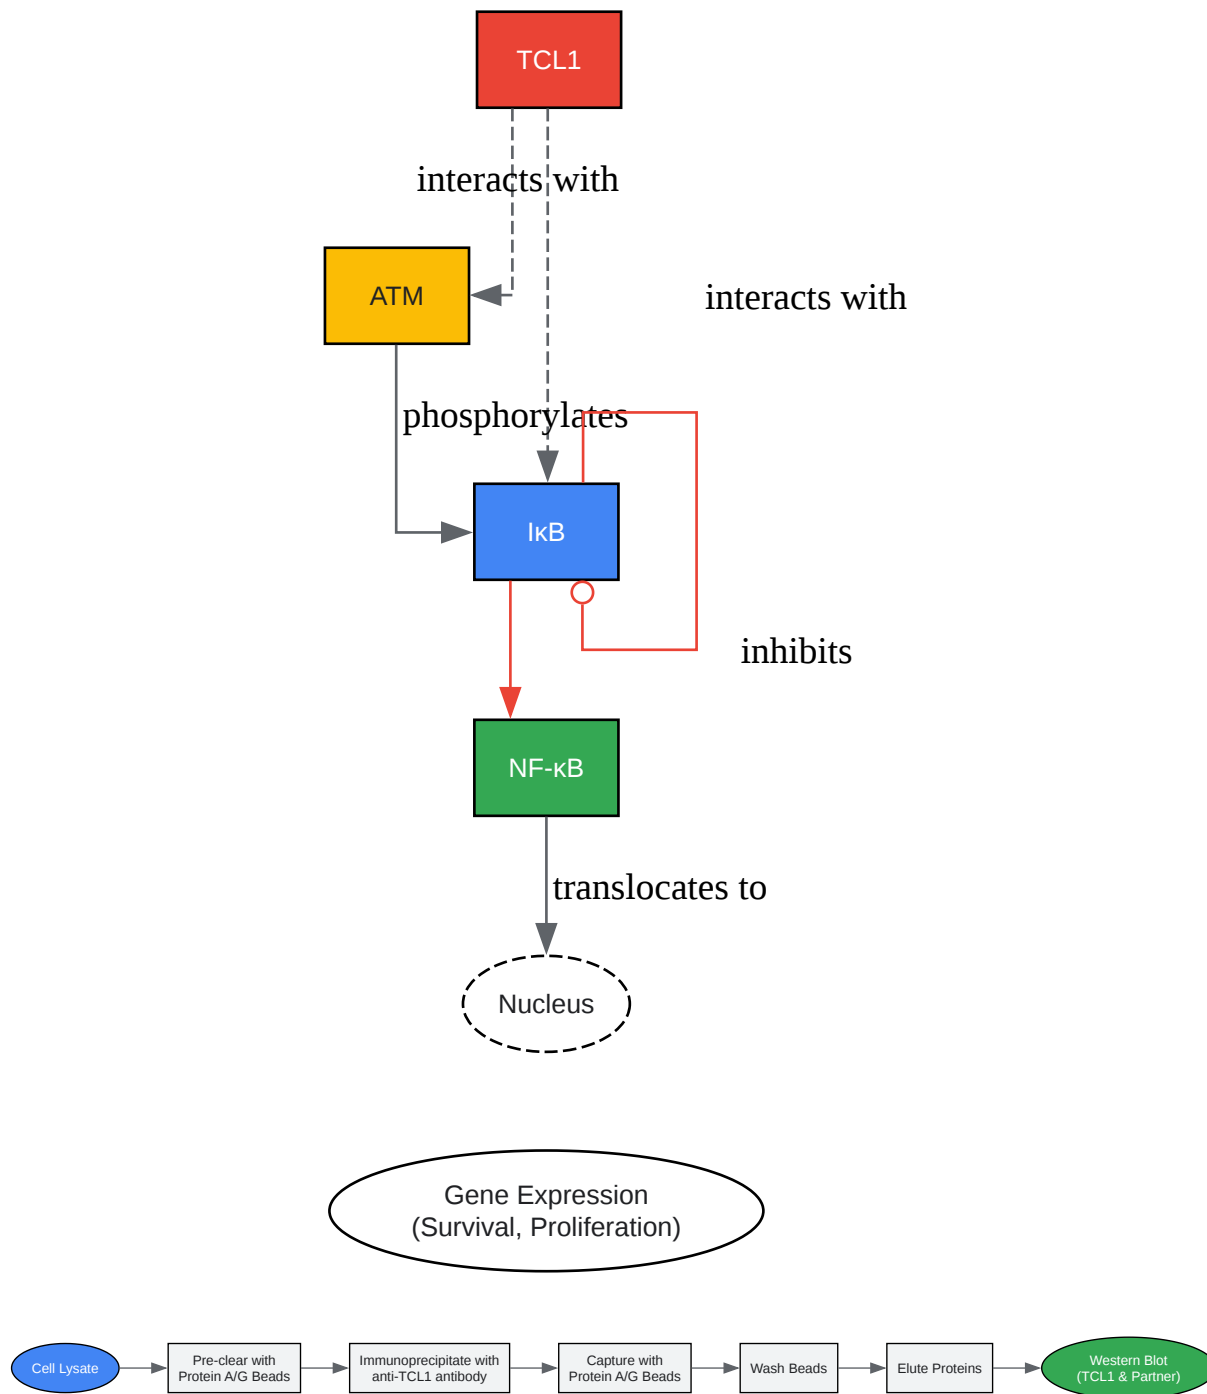 TCL1
interacts with
ATM
interacts with
phosphorylates
IκB
inhibits
NF-κB
translocates to
Nucleus
Gene Expression
(Survival, Proliferation)
Cell Lysate
Pre-clear with
Protein A/G Beads
Immunoprecipitate with
anti-TCL1 antibody
Capture with
Protein A/G Beads
Wash Beads
Elute Proteins
Western Blot
(TCL1 & Partner)